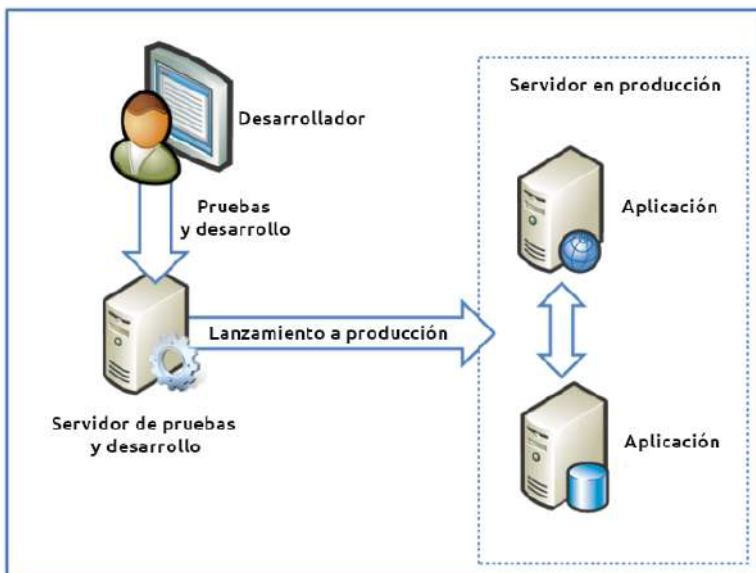 Desarrollador
Servidor en producción
Pruebas
y desarrollo
Aplicación
Lanzamiento a producción
Servidor de pruebas
y desarrollo
Aplicación